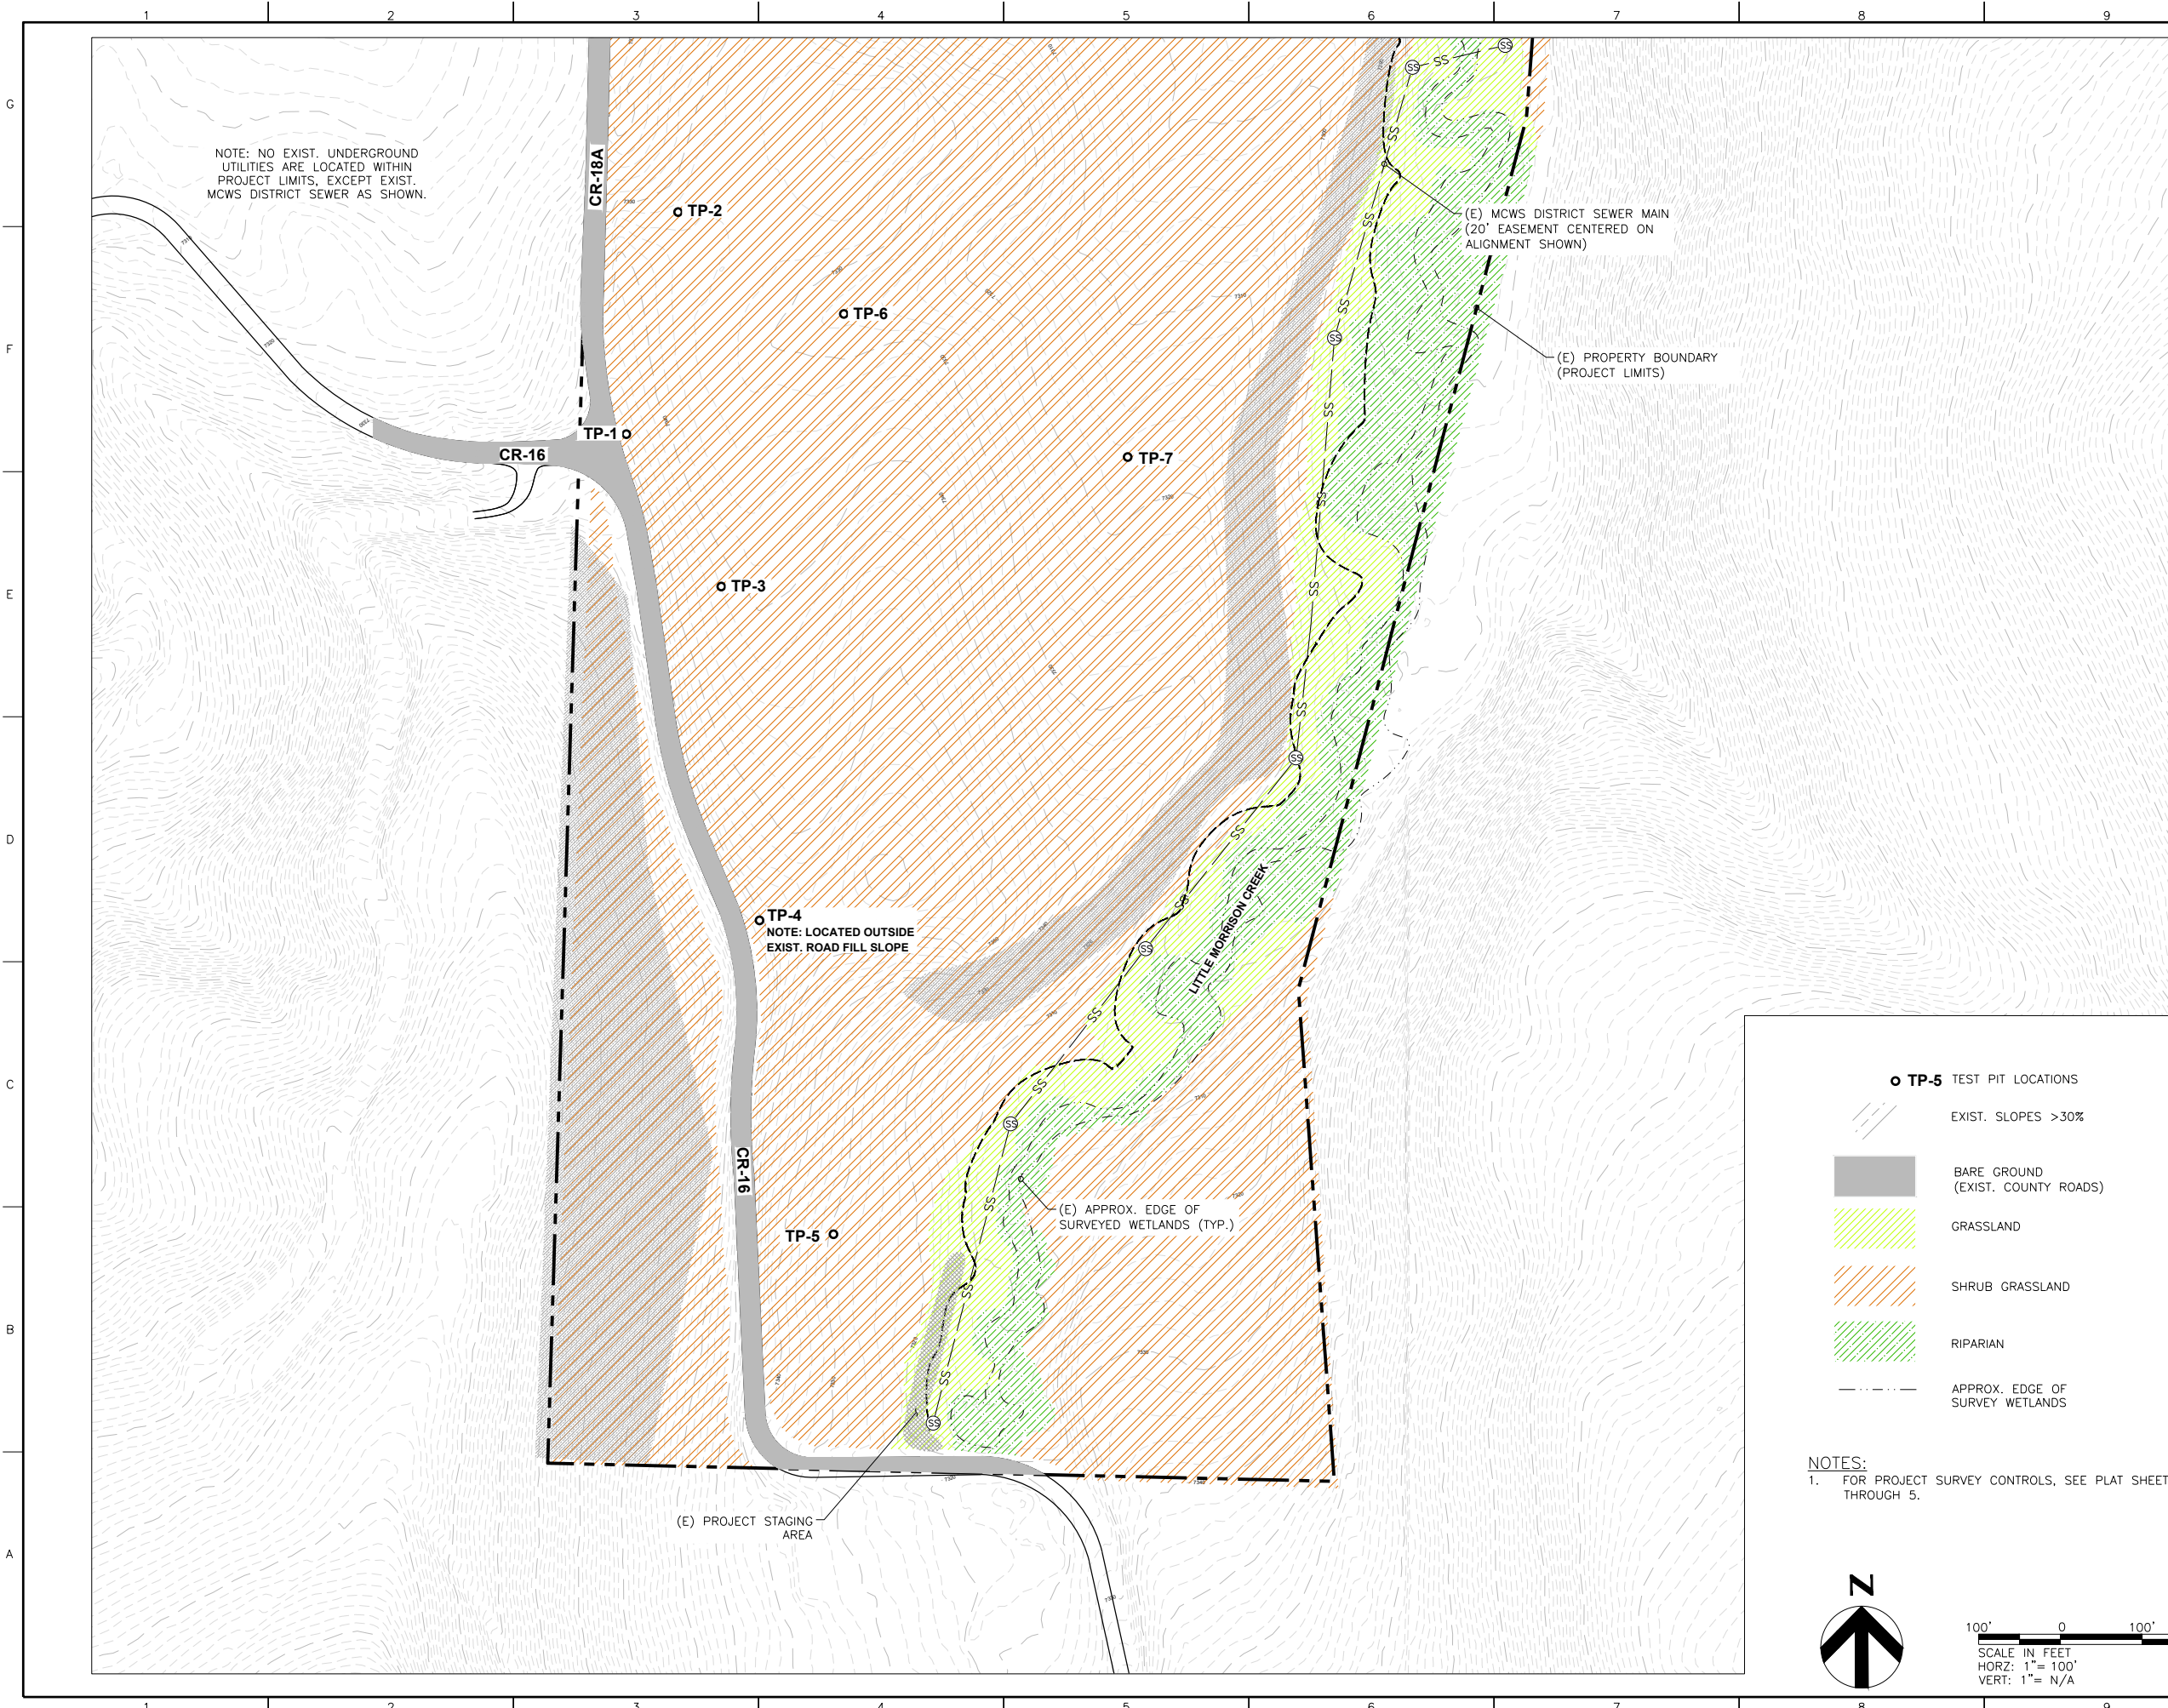 1 2 3 4 5 6 7 8 9
G
F
E
D
C
B
A
NOTE: NO EXIST. UNDERGROUND
UTILITIES ARE LOCATED WITHIN
PROJECT LIMITS, EXCEPT EXIST.
MCWS DISTRICT SEWER AS SHOWN.
CR-18A
TP-2
TP-6
TP-1
CR-16
TP-7
TP-3
TP-4
NOTE: LOCATED OUTSIDE
EXIST. ROAD FILL SLOPE
TP-5
CR-16
SS
(E) MCWS DISTRICT SEWER MAIN
(20' EASEMENT CENTERED ON
ALIGNMENT SHOWN)
(E) PROPERTY BOUNDARY
(PROJECT LIMITS)
LITTLE MORRISON CREEK
(E) APPROX. EDGE OF
SURVEYED WETLANDS (TYP.)
(E) PROJECT STAGING
AREA
TP-5 TEST PIT LOCATIONS
EXIST. SLOPES >30%
BARE GROUND
(EXIST. COUNTY ROADS)
GRASSLAND
SHRUB GRASSLAND
RIPARIAN
APPROX. EDGE OF
SURVEY WETLANDS
NOTES:
1. FOR PROJECT SURVEY CONTROLS, SEE PLAT SHEET
THROUGH 5.
N
100' 0 100'
SCALE IN FEET
HORZ: 1"= 100'
VERT: 1"= N/A
1 2 3 4 5 6 7 8 9